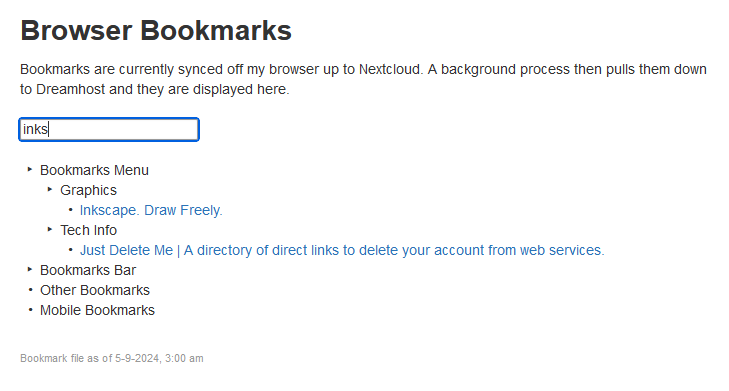 Browser Bookmarks
Bookmarks are currently synced off my browser up to Nextcloud. A background process then pulls them down
to Dreamhost and they are displayed here.
inks
Bookmarks Menu
Graphics
Inkscape. Draw Freely.
Tech Info
Just Delete Me | A directory of direct links to delete your account from web services.
Bookmarks Bar
Other Bookmarks
Mobile Bookmarks
Bookmark file as of 5-9-2024, 3:00 am